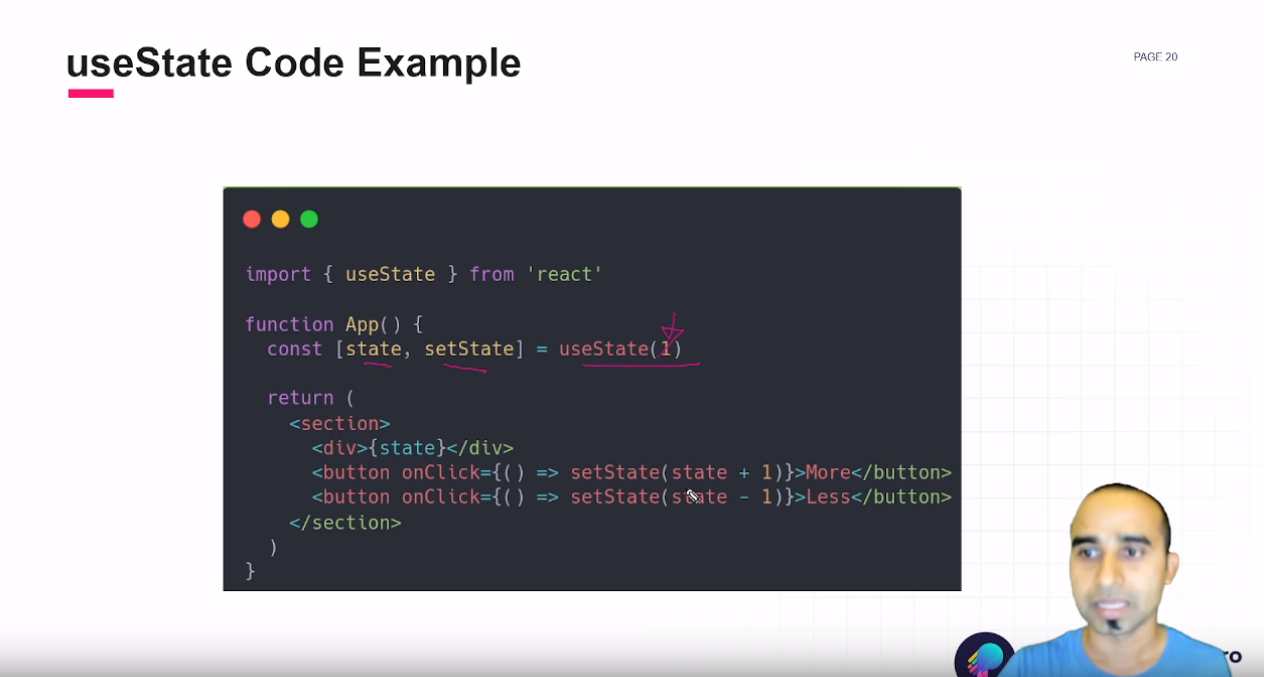 useState Code Example
PAGE 20
import { useState } from 'react'
function App() {
const [state, setState] = useState(1)
return (
<section>
<div>{state}</div>
<button onClick={() => setState(state + 1)}>More</button>
<button onClick={() => setState(state - 1)}>Less</button>
</section>
)
}